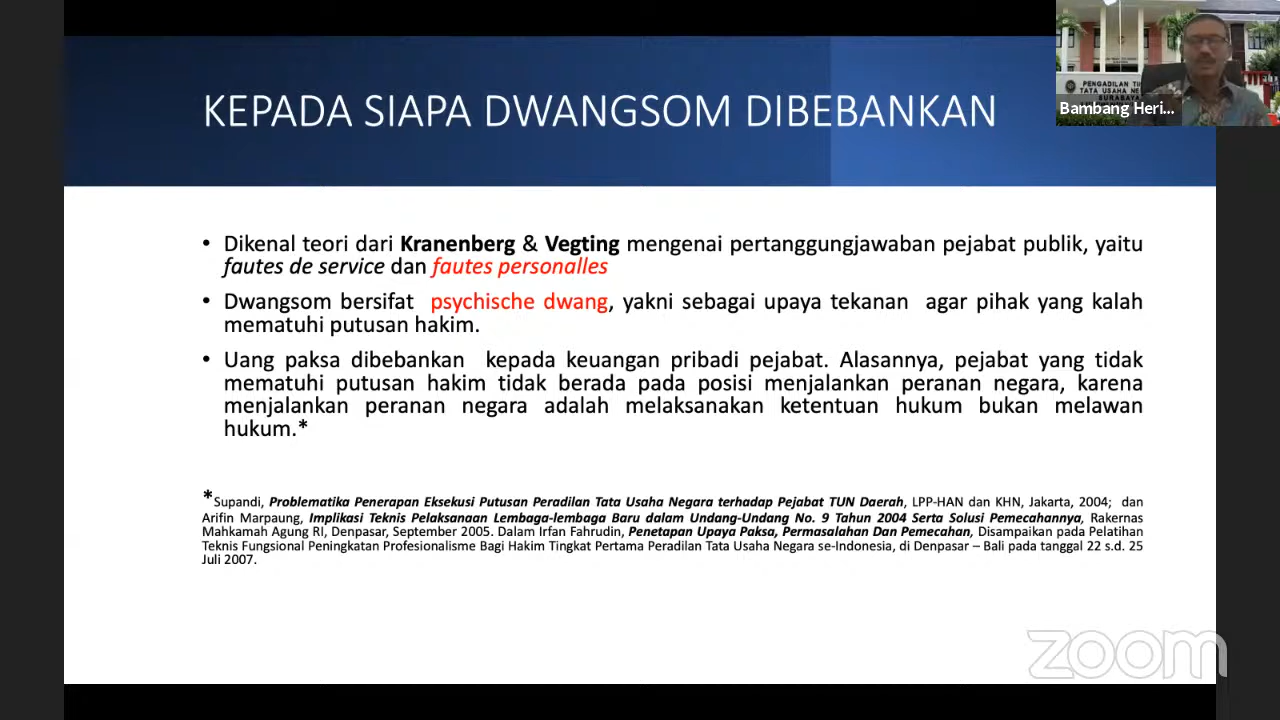 KEPADA SIAPA DWANGSOM DIBEBANKAN
PENGADILAN
TATA USAHA
SURABAYA
Bambang Heri...
• Dikenal teori dari Kranenberg & Vegting mengenai pertanggungjawaban pejabat publik, yaitu
fautes de service dan fautes personalles
• Dwangsom bersifat psychische dwang, yakni sebagai upaya tekanan agar pihak yang kalah
mematuhi putusan hakim.
• Uang paksa dibebankan kepada keuangan pribadi pejabat. Alasannya, pejabat yang tidak
mematuhi putusan hakim tidak berada pada posisi menjalankan peranan negara, karena
menjalankan peranan negara adalah melaksanakan ketentuan hukum bukan melawan
hukum.*
*Supandi, Problematika Penerapan Eksekusi Putusan Peradilan Tata Usaha Negara terhadap Pejabat TUN Daerah, LPP-HAN dan KHN, Jakarta, 2004; dan
Arifin Marpaung, Implikasi Teknis Pelaksanaan Lembaga-lembaga Baru dalam Undang-Undang No. 9 Tahun 2004 Serta Solusi Pemecahannya, Rakernas
Mahkamah Agung RI, Denpasar, September 2005. Dalam Irfan Fahrudin, Penetapan Upaya Paksa, Permasalahan Dan Pemecahan, Disampaikan pada Pelatihan
Teknis Fungsional Peningkatan Profesionalisme Bagi Hakim Tingkat Pertama Peradilan Tata Usaha Negara se-Indonesia, di Denpasar – Bali pada tanggal 22 s.d. 25
Juli 2007.
zoom